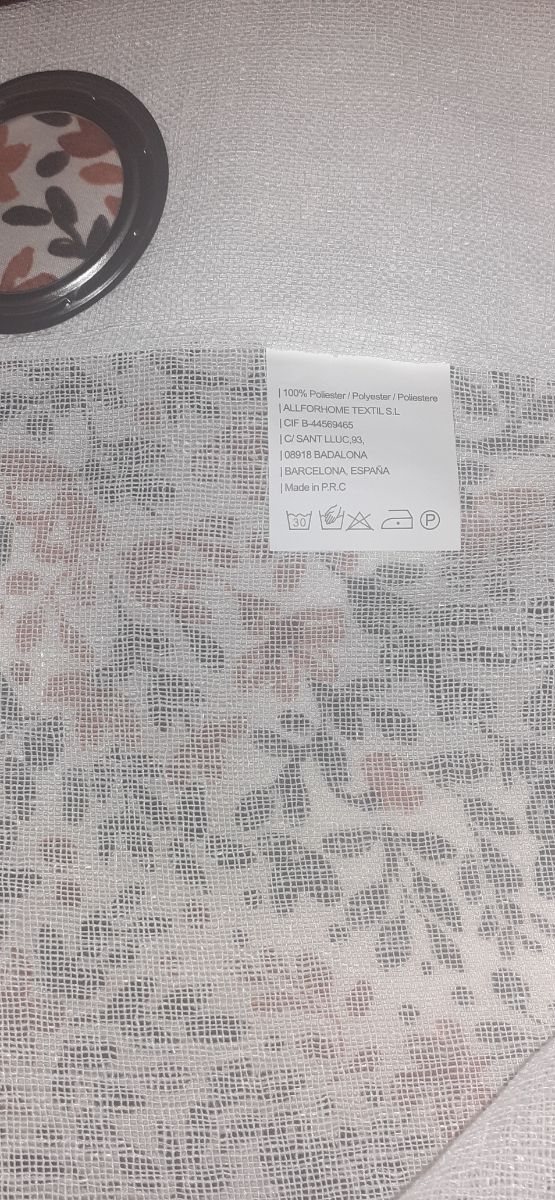 | 100% Poliester / Polyester / Poliestere
| ALLFORHOME TEXTIL S.L
| CIF B-44569465
| C/ SANT LLUC,93,
| 08918 BADALONA
| BARCELONA, ESPAÑA
| Made in P.R.C
30 P